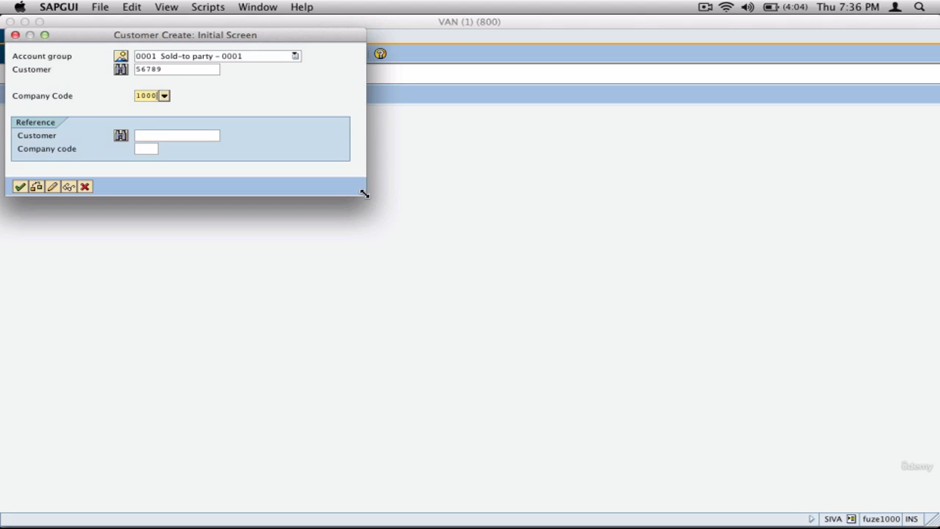 SAPGUI File Edit View Scripts Window Help (4:04) Thu 7:36 PM
VAN (1) (800)
Customer Create: Initial Screen
Account group 0001 Sold-to party - 0001
Customer 56789
Company Code 1000
Reference
Customer
Company code
Udemy
SIVA fuze1000 INS